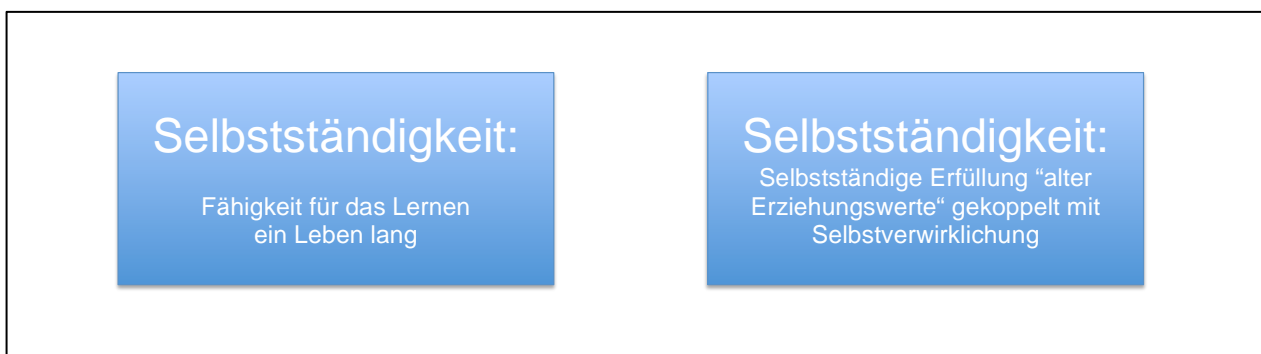 Selbstständigkeit:
Fähigkeit für das Lernen
ein Leben lang
Selbstständigkeit:
Selbstständige Erfüllung “alter
Erziehungswerte“ gekoppelt mit
Selbstverwirklichung